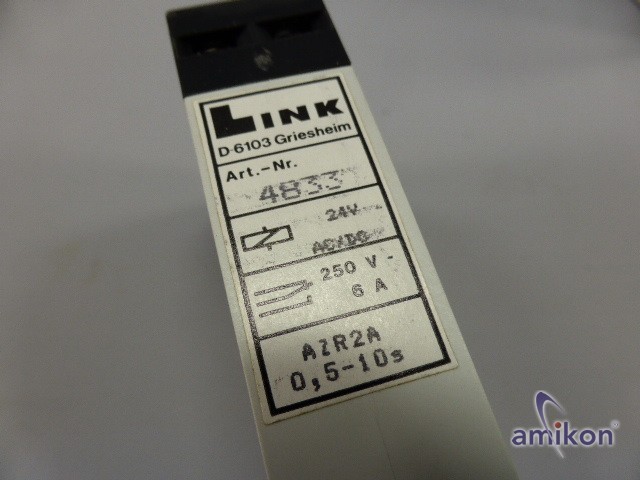 LINK
D-6103 Griesheim
Art.-Nr.
4833
24V
AC/DC
250 V~
6 A
AZR2A
0,5-10s
amikon®